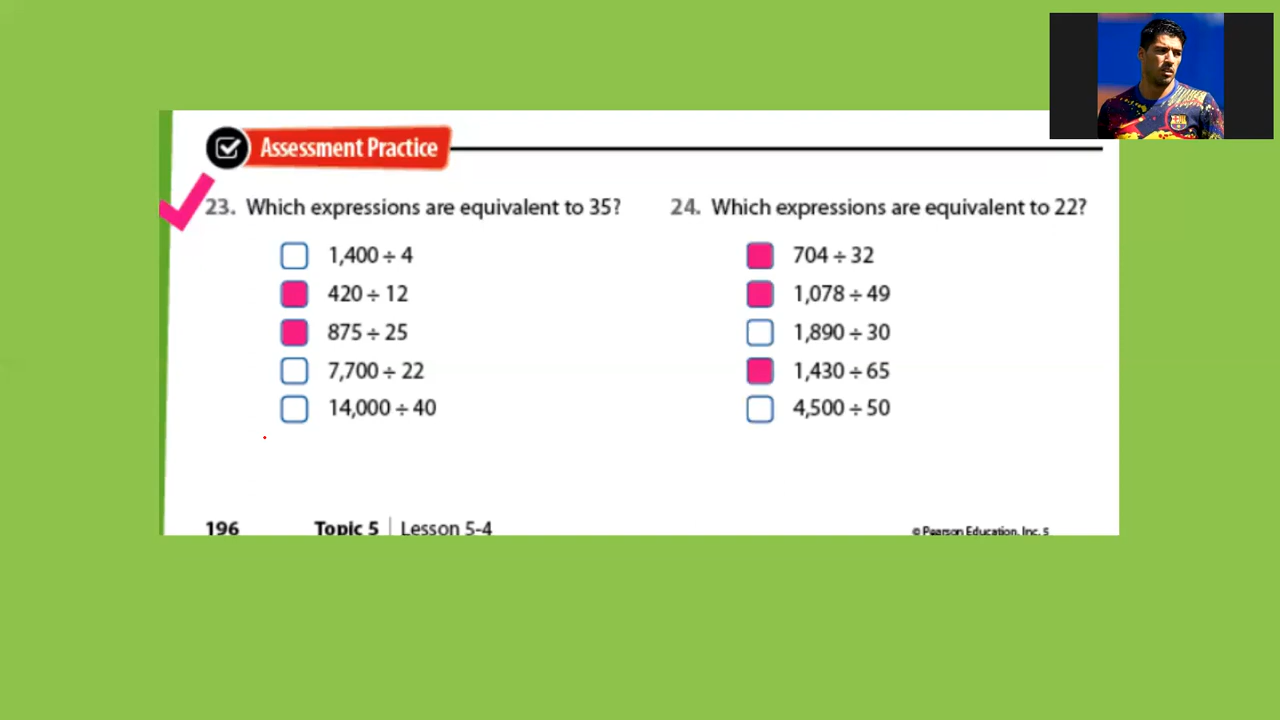 Assessment Practice
23. Which expressions are equivalent to 35?
1,400 ÷ 4
420 ÷ 12
875 ÷ 25
7,700 ÷ 22
14,000 ÷ 40
24. Which expressions are equivalent to 22?
704 ÷ 32
1,078 ÷ 49
1,890 ÷ 30
1,430 ÷ 65
4,500 ÷ 50
196 Topic 5 | Lesson 5-4
© Pearson Education, Inc. 5